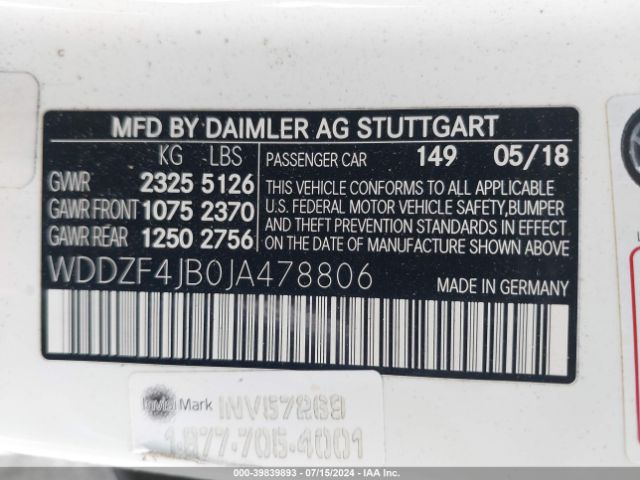 MFD BY DAIMLER AG STUTTGART
KG LBS
GVWR 2325 5126
GAWR FRONT 1075 2370
GAWR REAR 1250 2756
PASSENGER CAR 149 05/18
THIS VEHICLE CONFORMS TO ALL APPLICABLE
U.S. FEDERAL MOTOR VEHICLE SAFETY, BUMPER
AND THEFT PREVENTION STANDARDS IN EFFECT
ON THE DATE OF MANUFACTURE SHOWN ABOVE
WDDZF4JB0JA478806
MADE IN GERMANY
InvisiMark
1877.705.4001
000-39839893 - 07/15/2024 - IAA Inc.